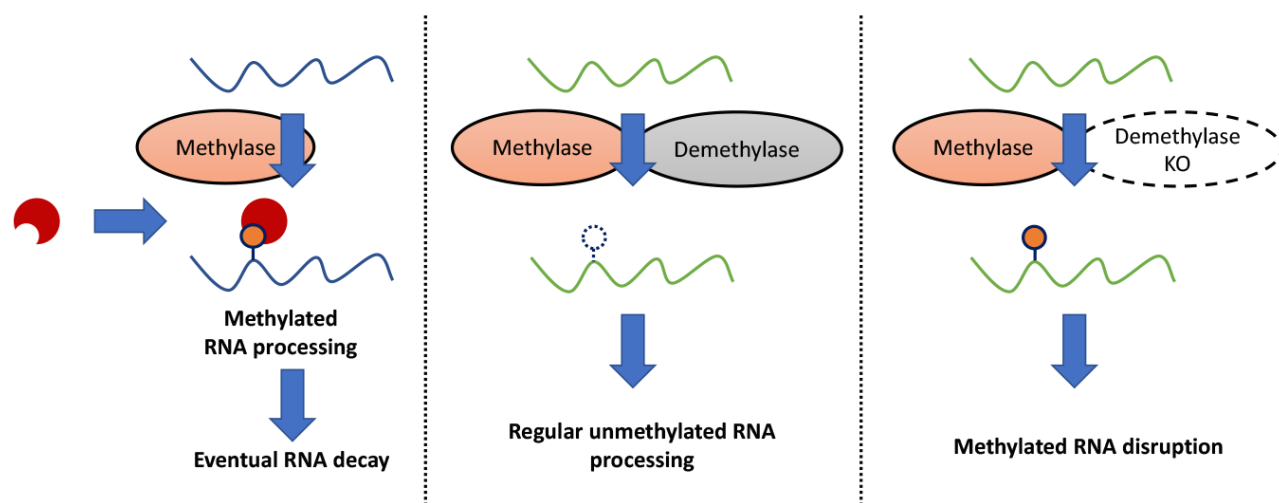 Methylase
Methylated
RNA processing
Eventual RNA decay
Methylase
Demethylase
Regular unmethylated RNA
processing
Methylase
Demethylase
KO
Methylated RNA disruption